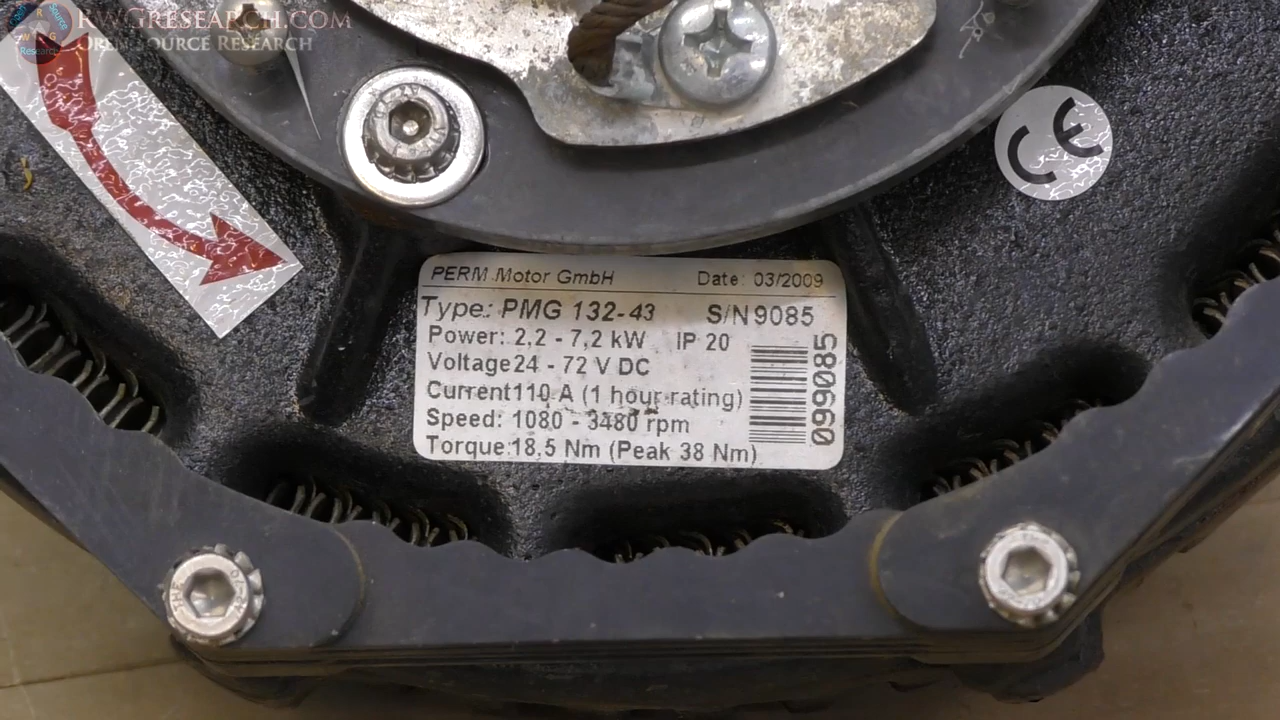 RWGRESEARCH.COM
OPEN SOURCE RESEARCH
CE
PERM Motor GmbH Date: 03/2009
Type: PMG 132-43 S/N 9085
Power: 2,2 - 7,2 kW IP 20
Voltage 24 - 72 V DC
Current 110 A (1 hour rating)
Speed: 1080 - 3480 rpm
Torque: 18,5 Nm (Peak 38 Nm)
099085